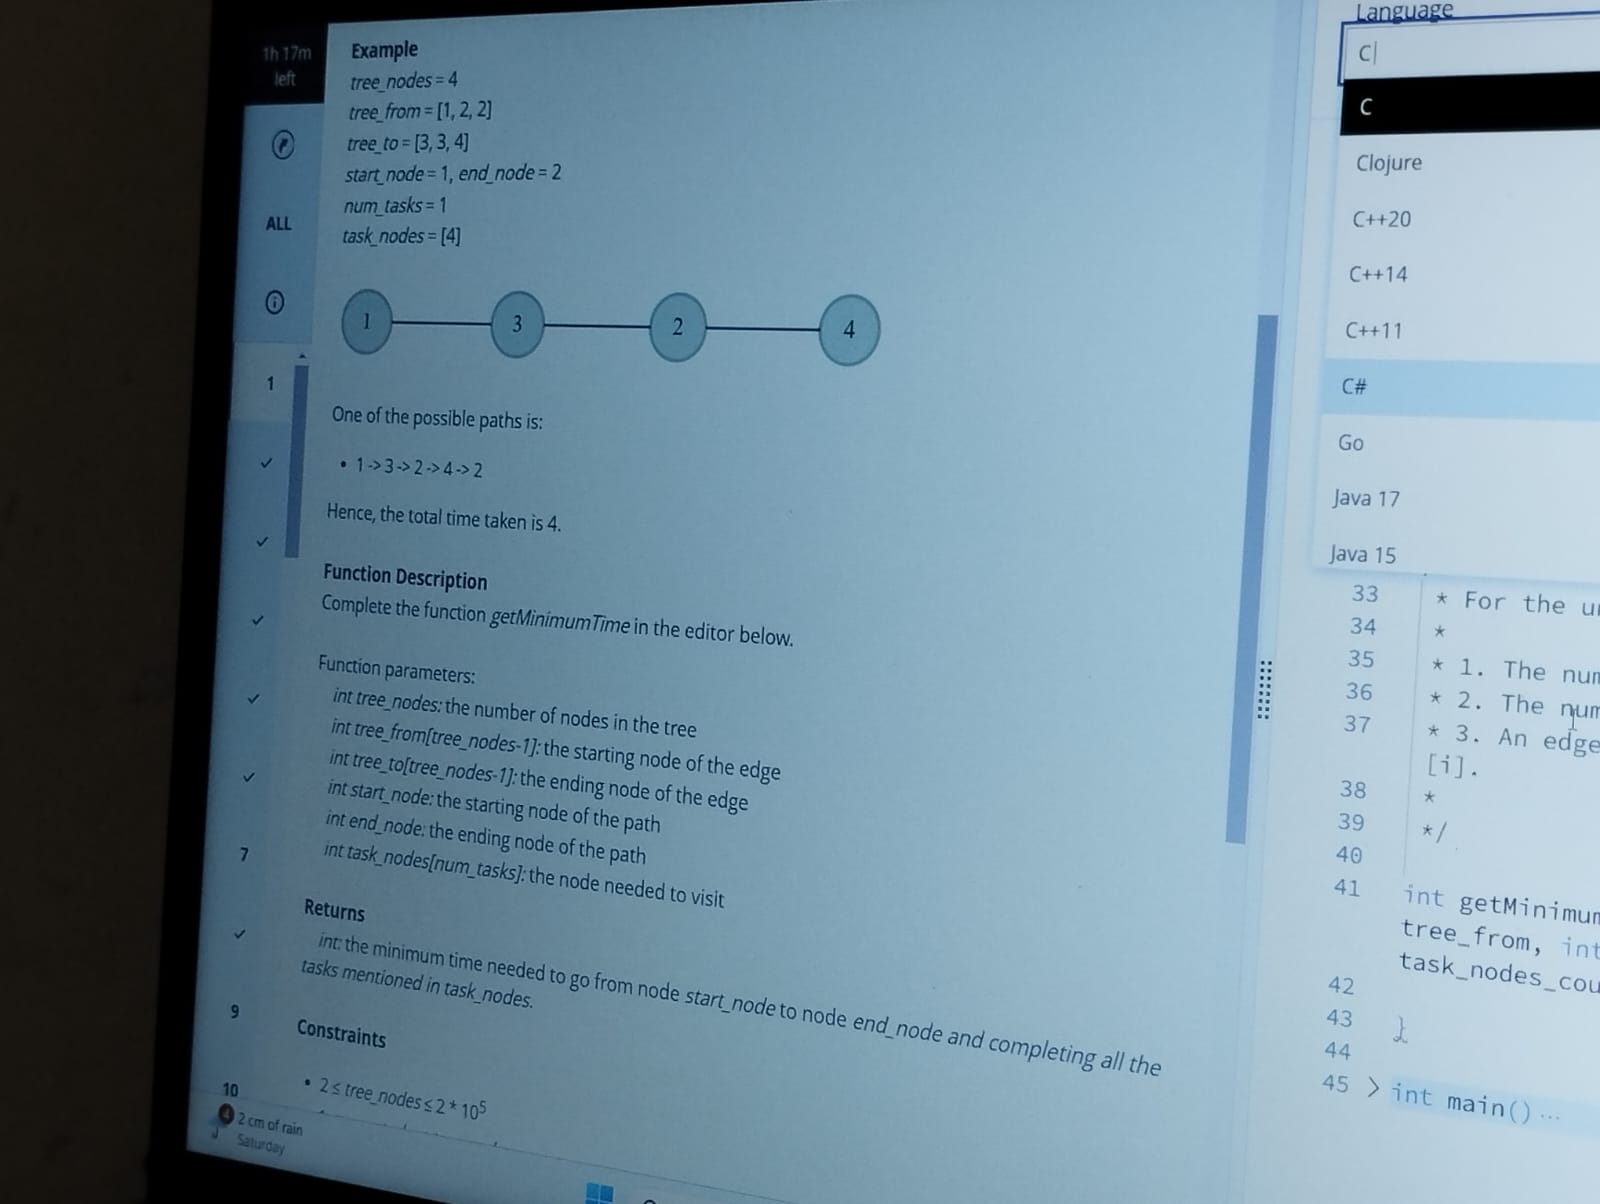 1h 17m
left
ALL
1
7
9
10
Example
tree_nodes = 4
tree_from = [1, 2, 2]
tree_to = [3, 3, 4]
start_node = 1, end_node = 2
num_tasks = 1
task_nodes = [4]
1 3 2 4
One of the possible paths is:
• 1 -> 3 -> 2 -> 4 -> 2
Hence, the total time taken is 4.
Function Description
Complete the function getMinimumTime in the editor below.
Function parameters:
int tree_nodes: the number of nodes in the tree
int tree_from[tree_nodes-1]: the starting node of the edge
int tree_to[tree_nodes-1]: the ending node of the edge
int start_node: the starting node of the path
int end_node: the ending node of the path
int task_nodes[num_tasks]: the node needed to visit
Returns
int: the minimum time needed to go from node start_node to node end_node and completing all the
tasks mentioned in task_nodes.
Constraints
• 2 ≤ tree_nodes ≤ 2 * 10⁵
2 cm of rain
Saturday
Language
C
C
Clojure
C++20
C++14
C++11
C#
Go
Java 17
Java 15
33 * For the u
34 *
35 * 1. The num
36 * 2. The num
37 * 3. An edge
[i].
38 *
39 */
40
41 int getMinimum
tree_from, int
task_nodes_cou
42
43 }
44
45 > int main()...